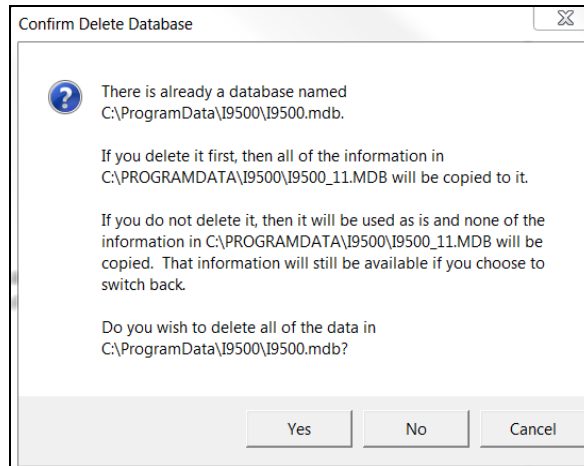 Confirm Delete Database
There is already a database named
C:\ProgramData\I9500\I9500.mdb.
If you delete it first, then all of the information in
C:\PROGRAMDATA\I9500\I9500_11.MDB will be copied to it.
If you do not delete it, then it will be used as is and none of the
information in C:\PROGRAMDATA\I9500\I9500_11.MDB will be
copied.  That information will still be available if you choose to
switch back.
Do you wish to delete all of the data in
C:\ProgramData\I9500\I9500.mdb?
Yes No Cancel